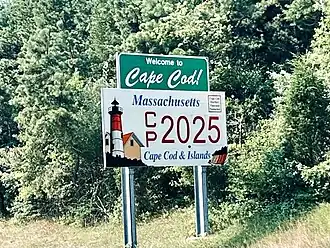 Welcome to
Cape Cod!
Massachusetts
CP 2025
Cape Cod & Islands